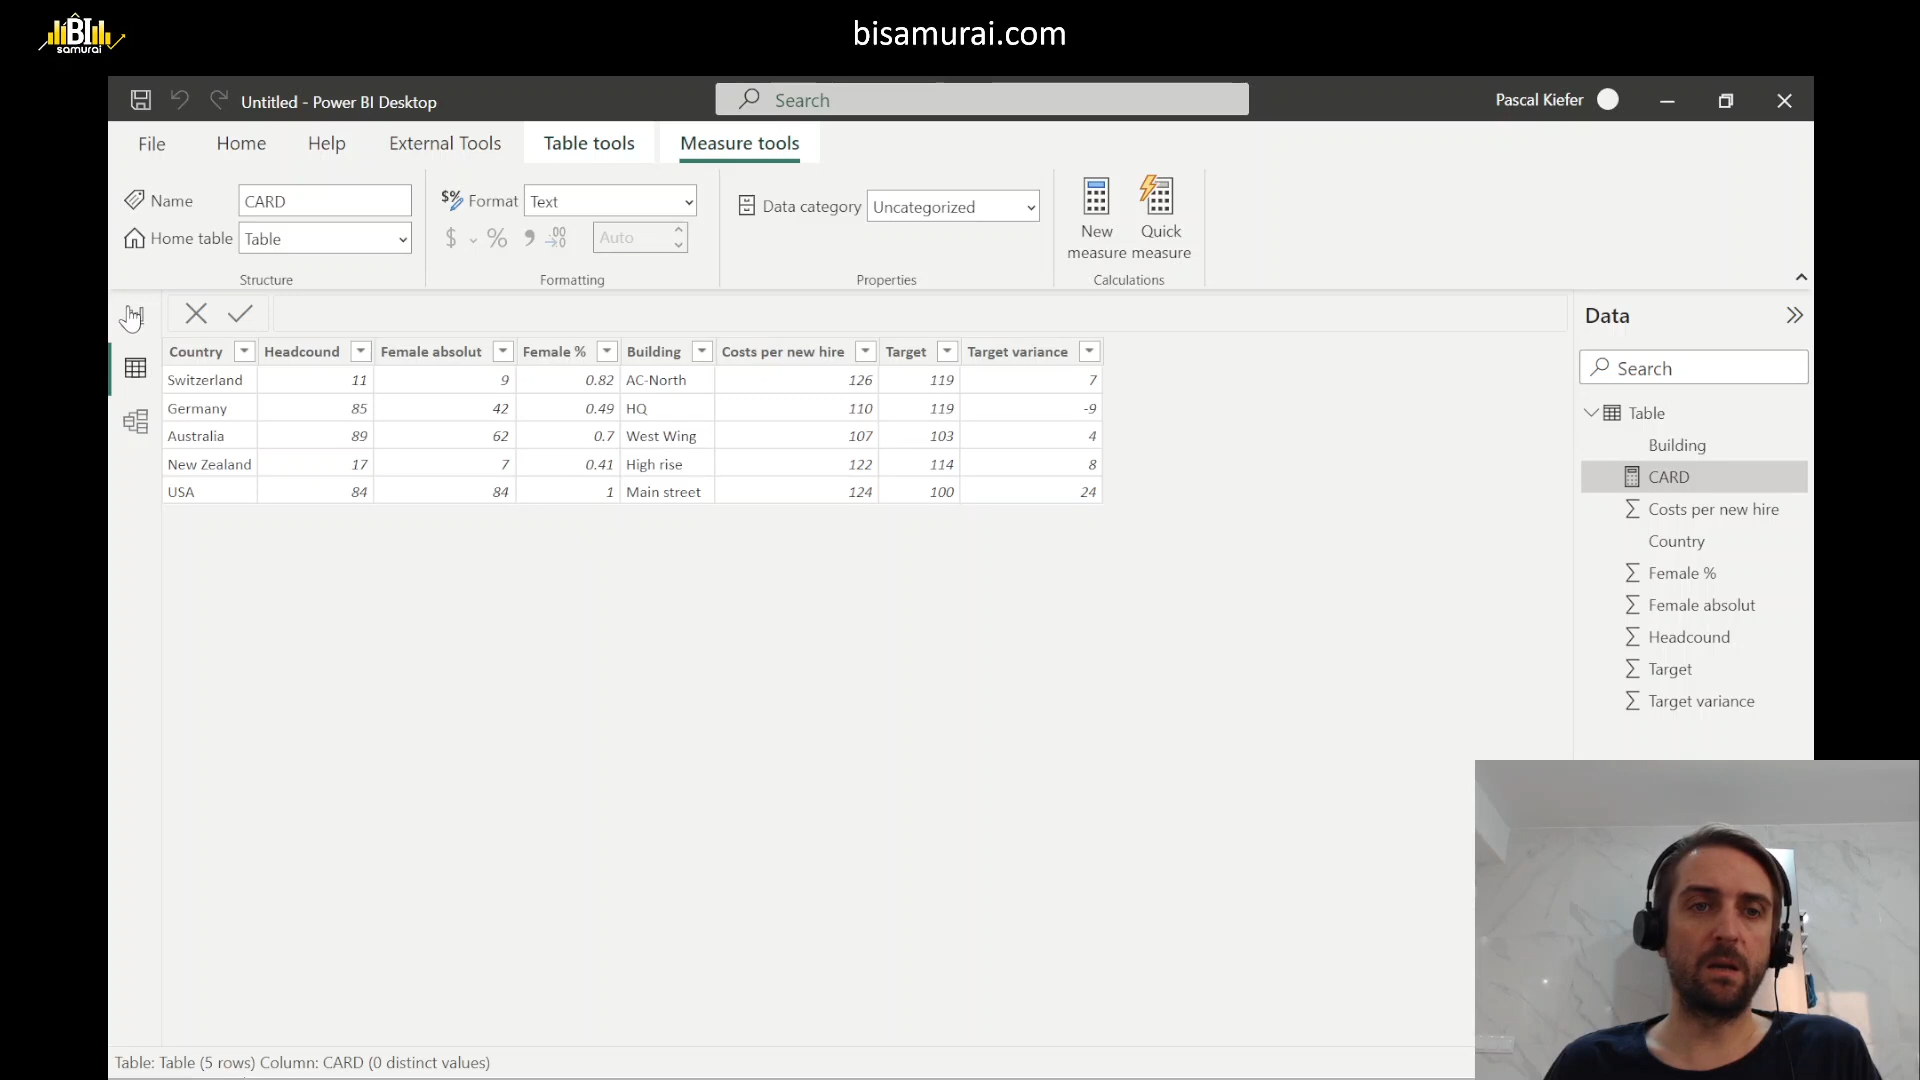 BI
samurai
bisamurai.com
Untitled - Power BI Desktop
Search
Pascal Kiefer
File
Home
Help
External Tools
Table tools
Measure tools
Name
CARD
Home table
Table
Structure
$%
Format
Text
$
%
.00
→0
Auto
Formatting
Data category
Uncategorized
Properties
New measure
Quick measure
Calculations
Country
Headcound
Female absolut
Female %
Building
Costs per new hire
Target
Target variance
Switzerland 11 9 0.82 AC-North 126 119 7
Germany 85 42 0.49 HQ 110 119 -9
Australia 89 62 0.7 West Wing 107 103 4
New Zealand 17 7 0.41 High rise 122 114 8
USA 84 84 1 Main street 124 100 24
Data
Search
Table
Building
CARD
Costs per new hire
Country
Female %
Female absolut
Headcound
Target
Target variance
Table: Table (5 rows) Column: CARD (0 distinct values)